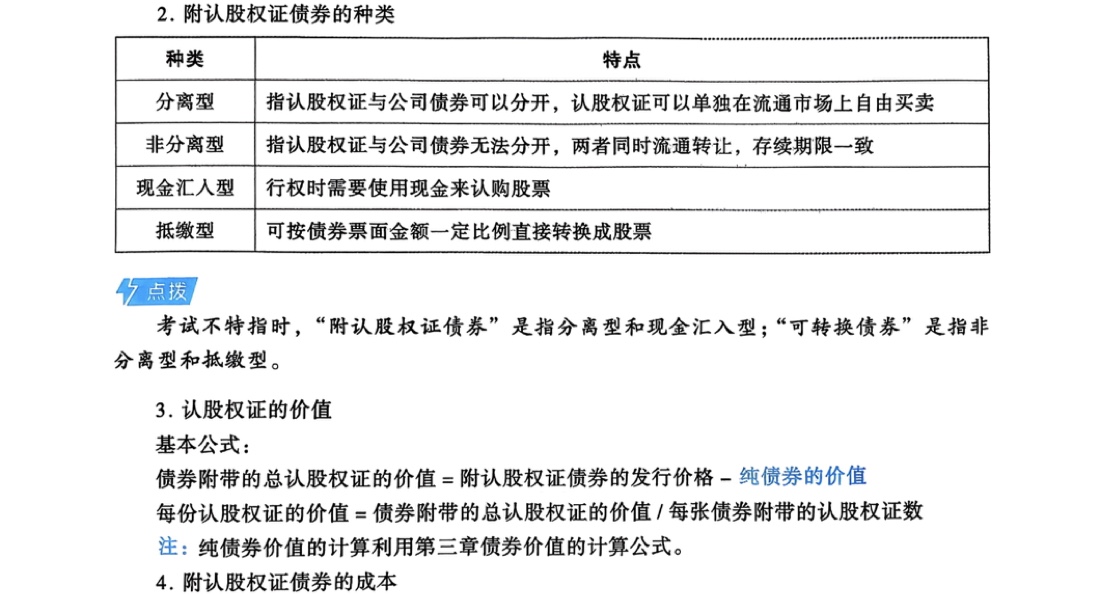 2. 附认股权证债券的种类
种类 特点
分离型 指认股权证与公司债券可以分开，认股权证可以单独在流通市场上自由买卖
非分离型 指认股权证与公司债券无法分开，两者同时流通转让，存续期限一致
现金汇入型 行权时需要使用现金来认购股票
抵缴型 可按债券票面金额一定比例直接转换成股票
点拨
考试不特指时，“附认股权证债券”是指分离型和现金汇入型；“可转换债券”是指非
分离型和抵缴型。
3. 认股权证的价值
基本公式：
债券附带的总认股权证的价值 = 附认股权证债券的发行价格 − 纯债券的价值
每份认股权证的价值 = 债券附带的总认股权证的价值 / 每张债券附带的认股权证数
注：纯债券价值的计算利用第三章债券价值的计算公式。
4. 附认股权证债券的成本